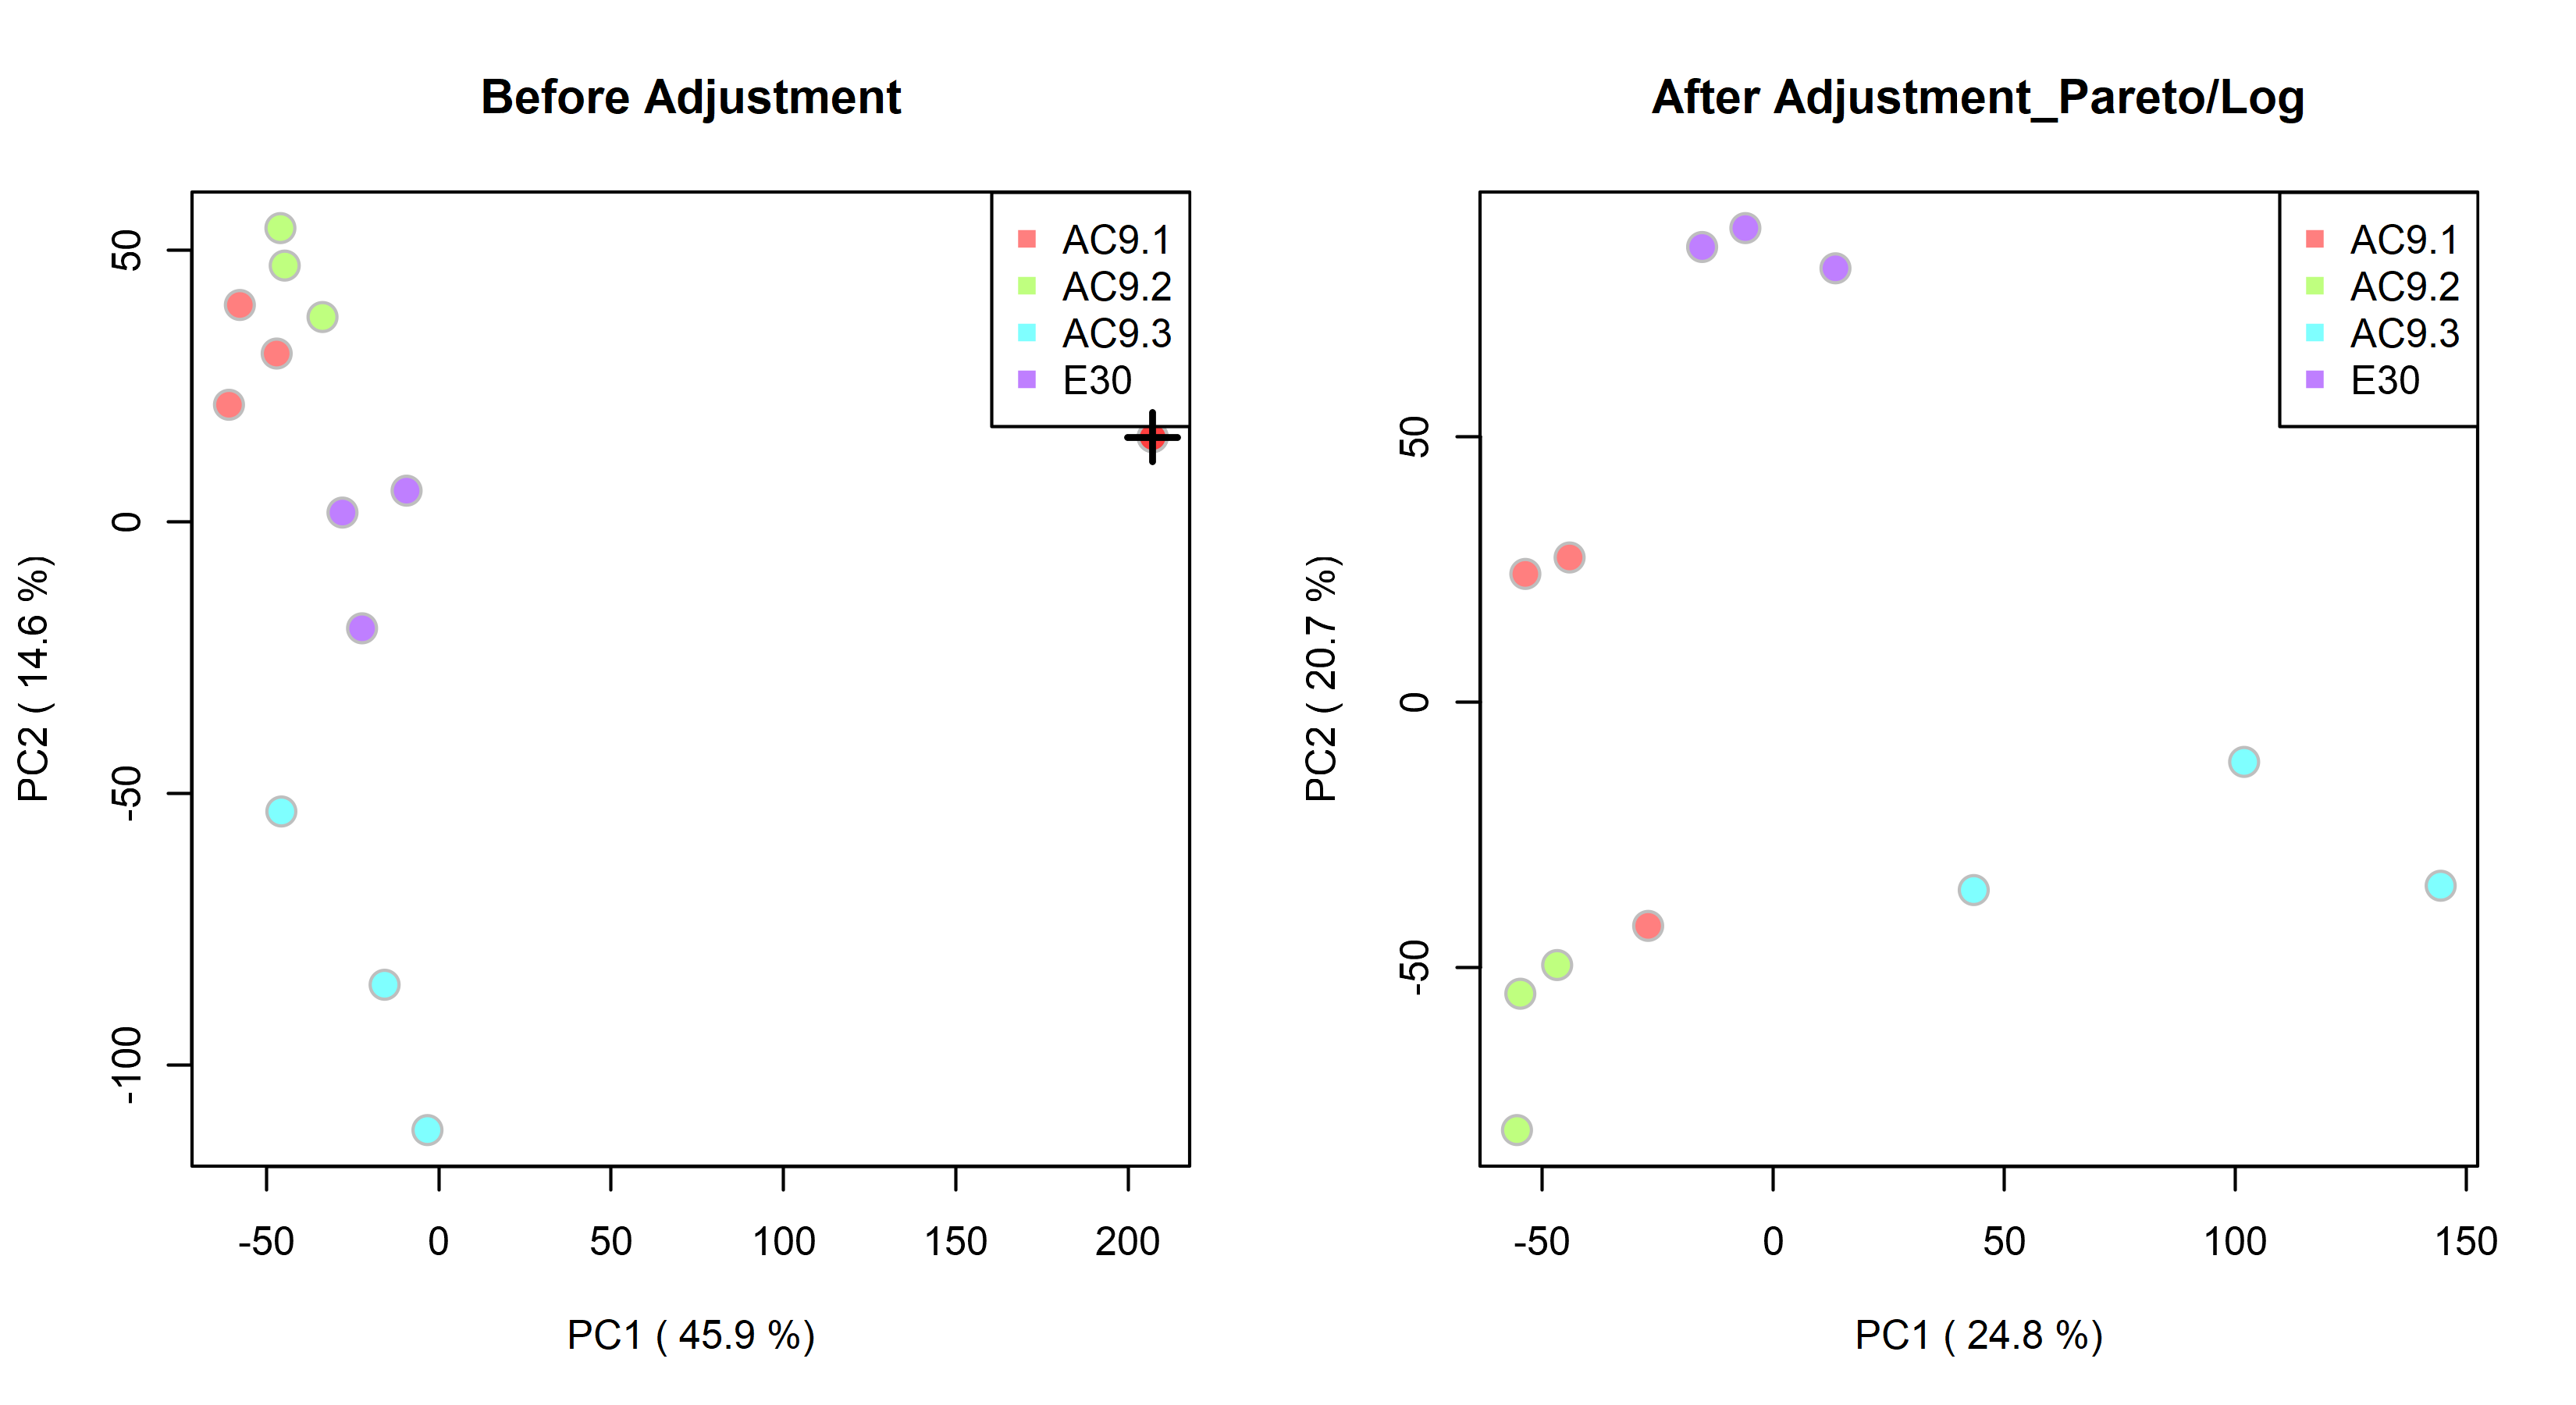 Before Adjustment
AC9.1
AC9.2
AC9.3
E30
50
0
-50
-100
PC2 ( 14.6 %)
-50 0 50 100 150 200
PC1 ( 45.9 %)
After Adjustment_Pareto/Log
AC9.1
AC9.2
AC9.3
E30
50
0
-50
PC2 ( 20.7 %)
-50 0 50 100 150
PC1 ( 24.8 %)